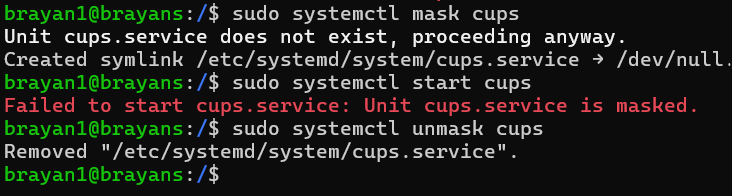 brayan1@brayans:/$ sudo systemctl mask cups
Unit cups.service does not exist, proceeding anyway.
Created symlink /etc/systemd/system/cups.service → /dev/null.
brayan1@brayans:/$ sudo systemctl start cups
Failed to start cups.service: Unit cups.service is masked.
brayan1@brayans:/$ sudo systemctl unmask cups
Removed "/etc/systemd/system/cups.service".
brayan1@brayans:/$